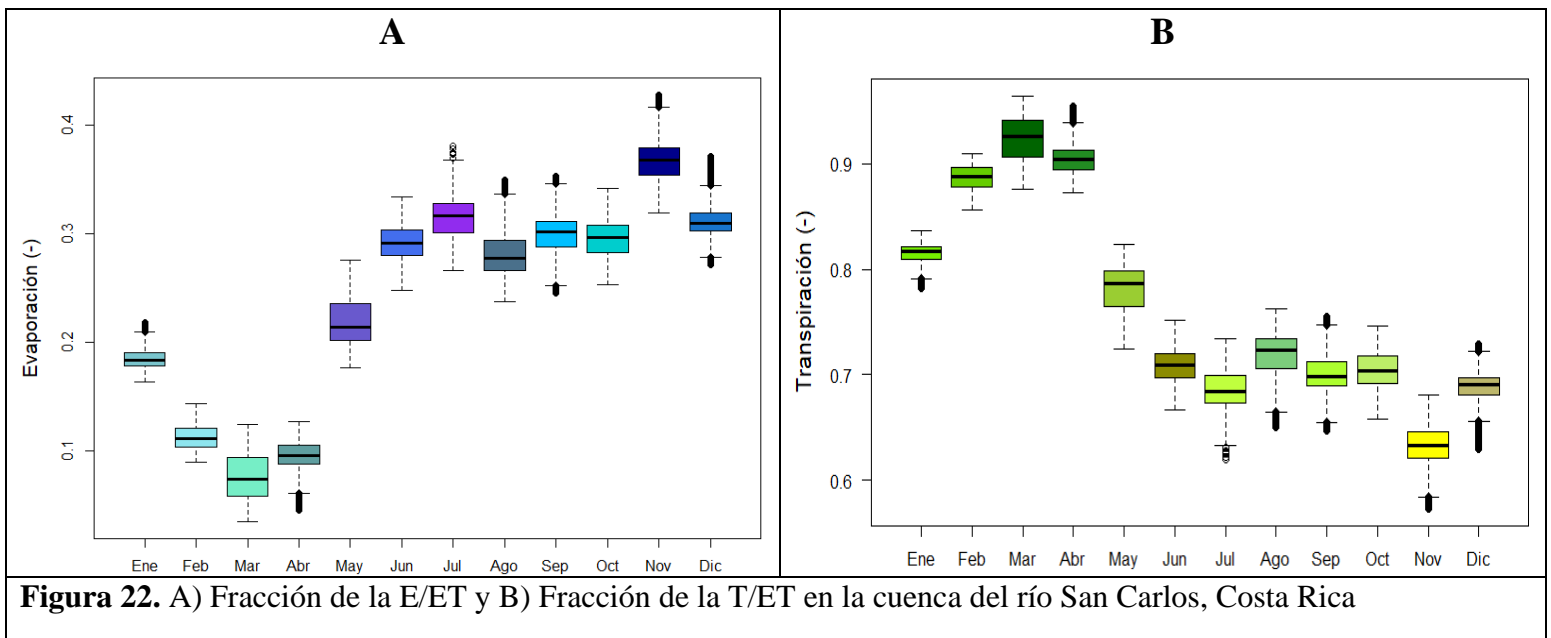 A
Evaporación (-)
0.4
0.3
0.2
0.1
Ene Feb Mar Abr May Jun Jul Ago Sep Oct Nov Dic
B
Transpiración (-)
0.9
0.8
0.7
0.6
Ene Feb Mar Abr May Jun Jul Ago Sep Oct Nov Dic
Figura 22. A) Fracción de la E/ET y B) Fracción de la T/ET en la cuenca del río San Carlos, Costa Rica